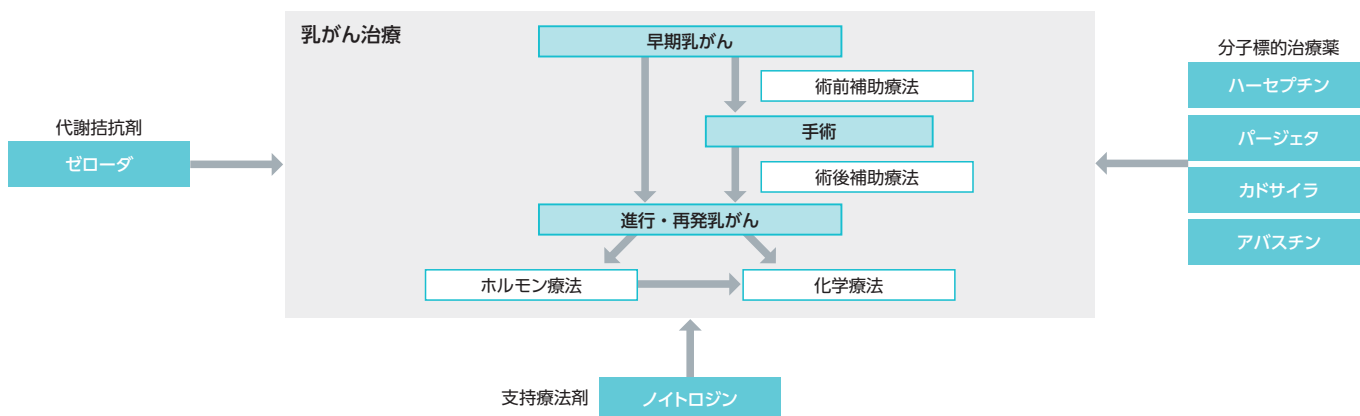 乳がん治療
早期乳がん
術前補助療法
手術
術後補助療法
進行・再発乳がん
ホルモン療法
化学療法
代謝拮抗剤
ゼローダ
分子標的治療薬
ハーセプチン
パージェタ
カドサイラ
アバスチン
支持療法剤
ノイトロジン